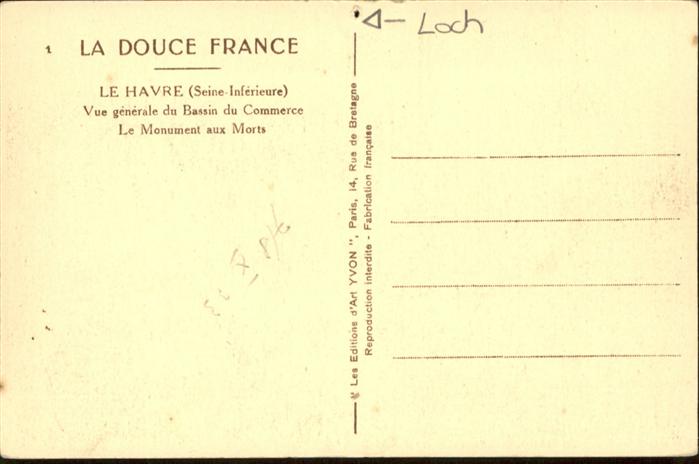 1 LA DOUCE FRANCE
LE HAVRE (Seine-Inférieure)
Vue générale du Bassin du Commerce
Le Monument aux Morts
Loch
" Les Editions d'Art YVON ", Paris, 14, Rue de Bretagne
Reproduction interdite - Fabrication française